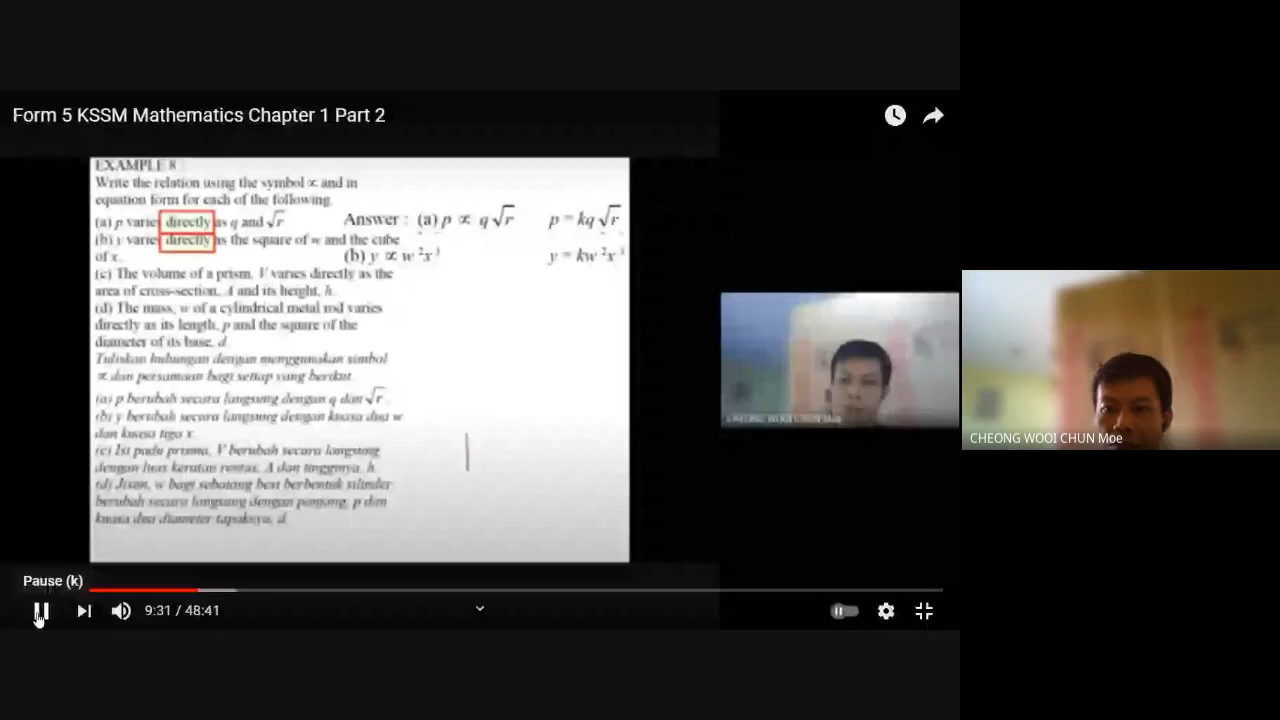 Form 5 KSSM Mathematics Chapter 1 Part 2
EXAMPLE 8
Write the relation using the symbol ∝ and in
equation form for each of the following.
(a) p varies directly as q and √r
(b) y varies directly as the square of w and the cube
of x.
(c) The volume of a prism, V varies directly as the
area of cross-section, A and its height, h.
(d) The mass, w of a cylindrical metal rod varies
directly as its length, p and the square of the
diameter of its base, d.
Tuliskan hubungan dengan menggunakan simbol
∝ dan persamaan bagi setiap yang berikut.
(a) p berubah secara langsung dengan q dan √r
(b) y berubah secara langsung dengan kuasa dua w
dan kuasa tiga x
(c) Isi padu prisma, V berubah secara langsung
dengan luas keratan rentas, A dan tingginya, h.
(d) Jisim, w bagi sebatang besi berbentuk silinder
berubah secara langsung dengan panjang, p dan
kuasa dua diameter tapaknya, d.
Answer : (a) p ∝ q√r p = kq√r
(b) y ∝ w²x³ y = kw²x³
CHEONG WOOI CHUN Moe
CHEONG WOOI CHUN Moe
Pause (k)
9:31 / 48:41